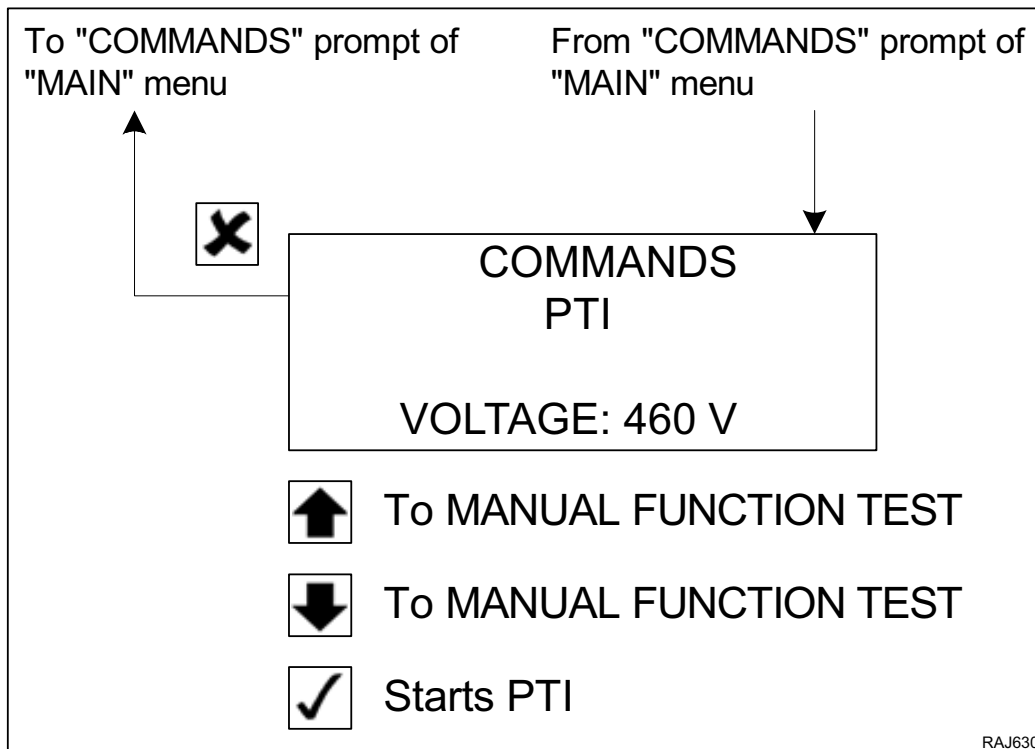 To "COMMANDS" prompt of
"MAIN" menu
From "COMMANDS" prompt of
"MAIN" menu
COMMANDS
PTI
VOLTAGE: 460 V
To MANUAL FUNCTION TEST
To MANUAL FUNCTION TEST
Starts PTI
RAJ630